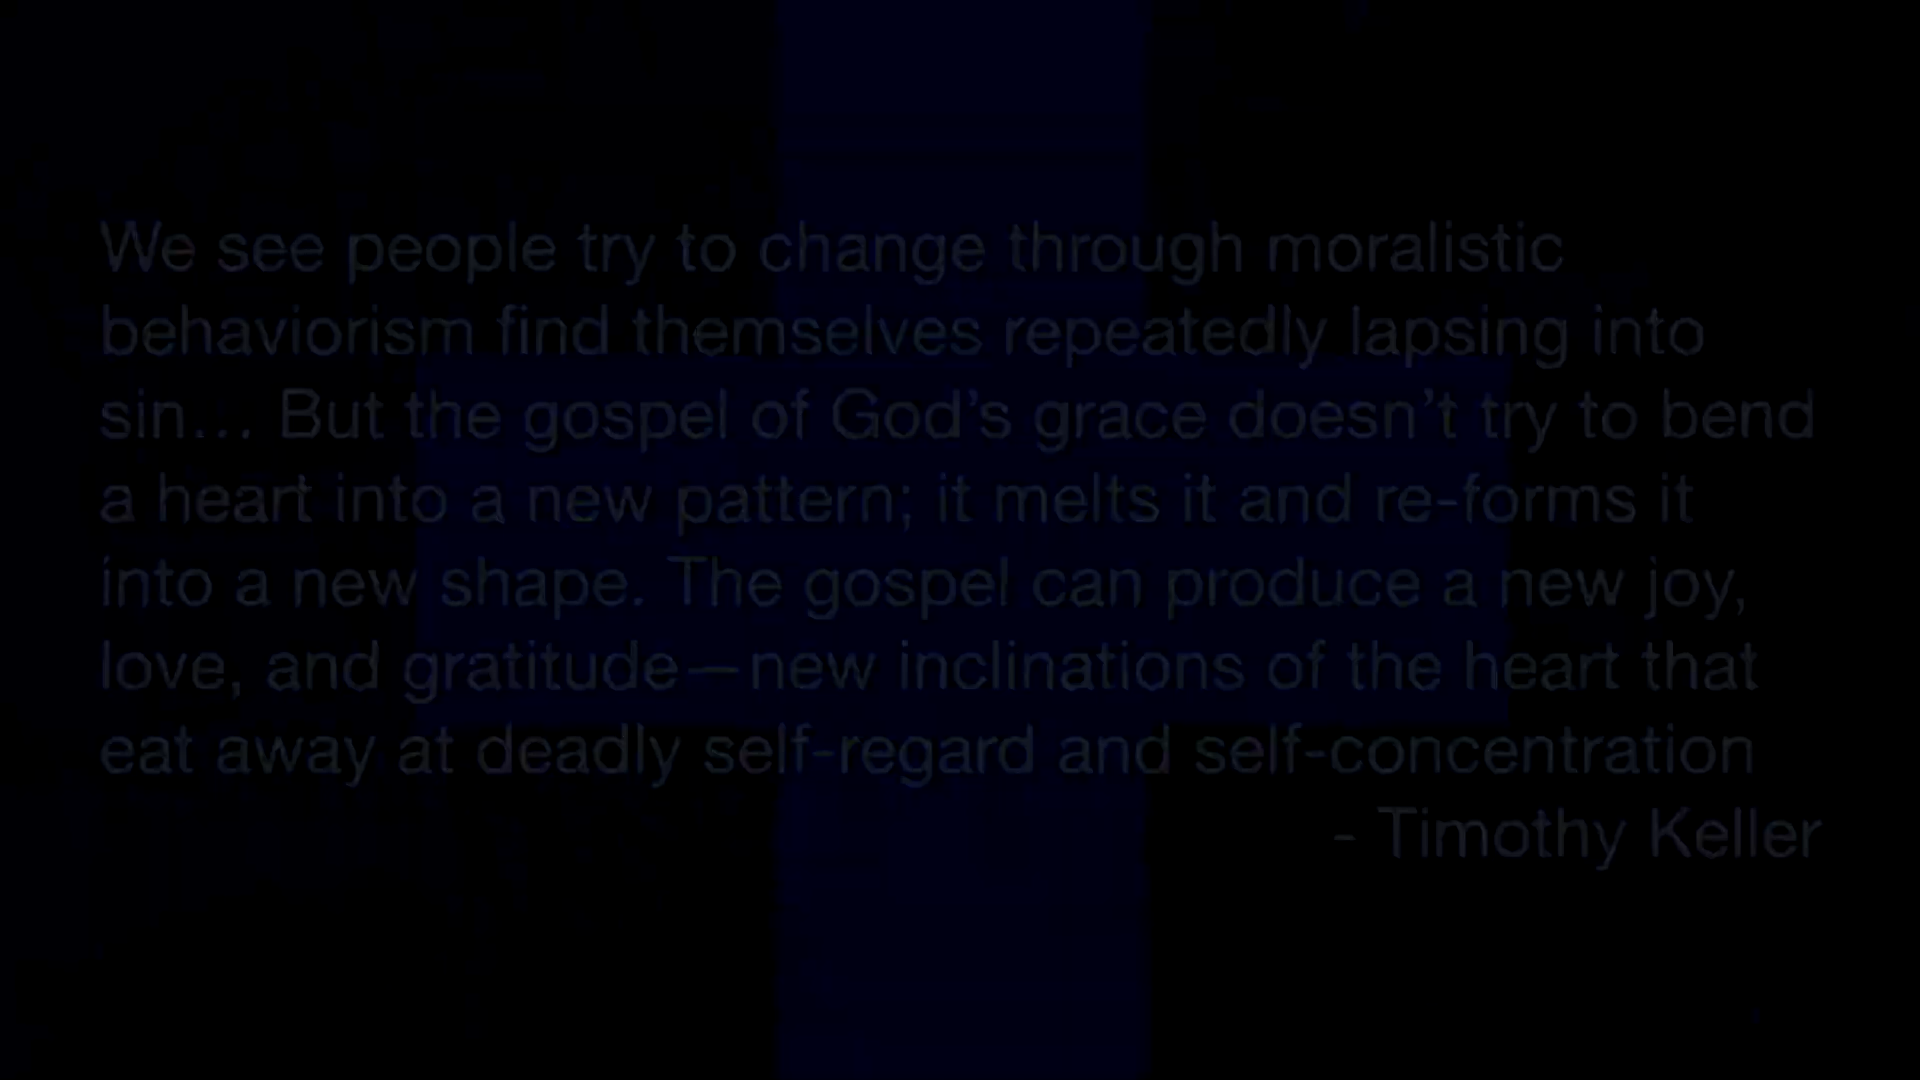 We see people try to change through moralistic
behaviorism find themselves repeatedly lapsing into
sin... But the gospel of God’s grace doesn’t try to bend
a heart into a new pattern; it melts it and re-forms it
into a new shape. The gospel can produce a new joy,
love, and gratitude—new inclinations of the heart that
eat away at deadly self-regard and self-concentration
- Timothy Keller